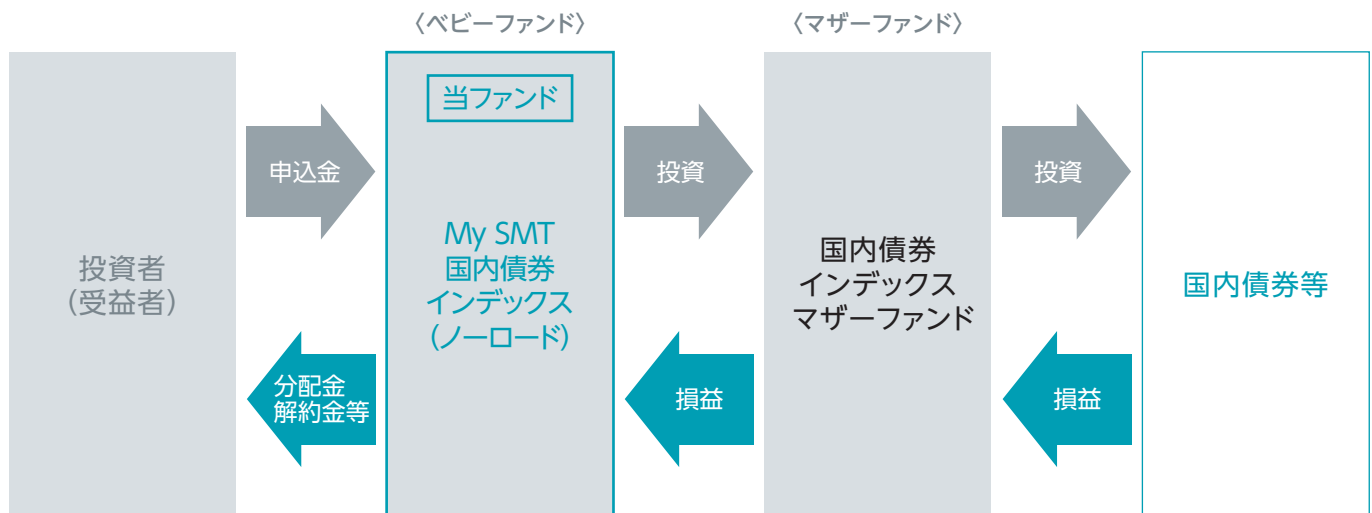 〈ベビーファンド〉
〈マザーファンド〉
当ファンド
申込金
投資
投資
投資者
(受益者)
My SMT
国内債券
インデックス
(ノーロード)
国内債券
インデックス
マザーファンド
国内債券等
分配金
解約金等
損益
損益